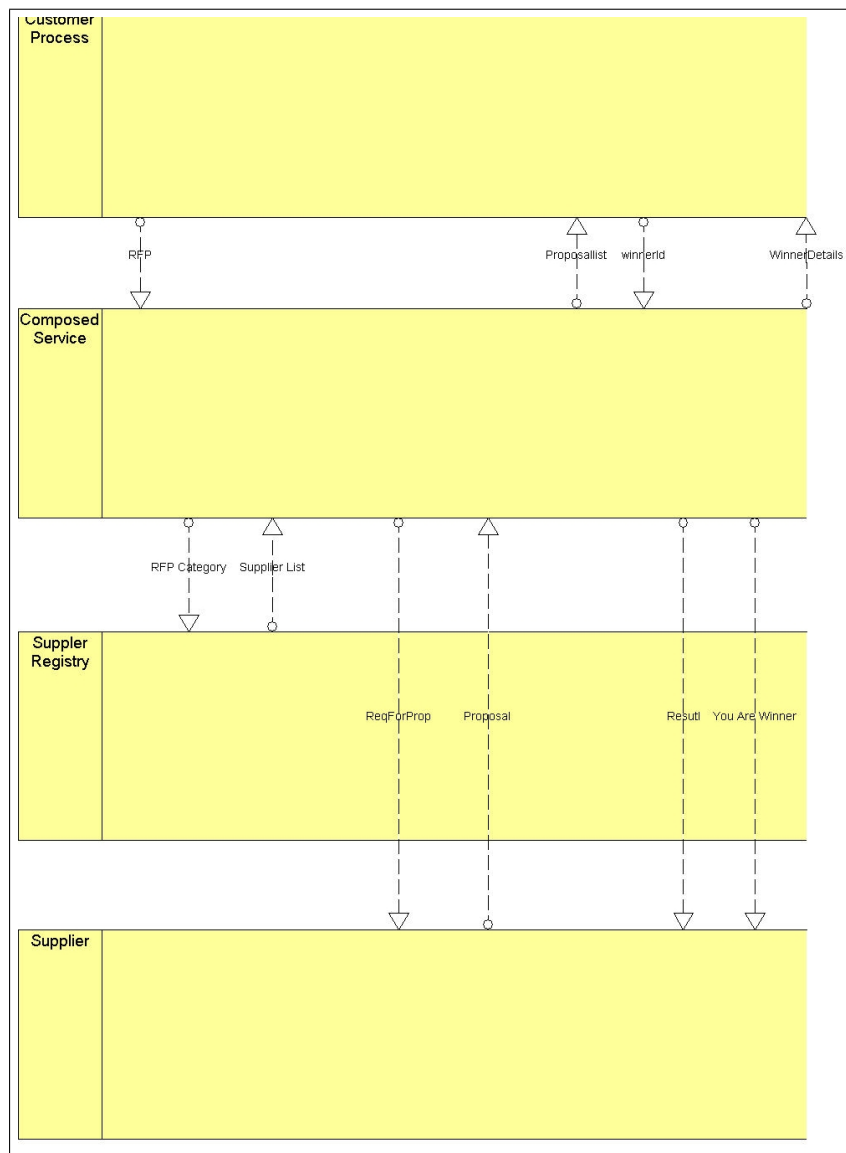 Customer
Process
RFP
Proposallist
winnerId
WinnerDetails
Composed
Service
RFP Category
Supplier List
Suppler
Registry
ReqForProp
Proposal
Resutl
You Are Winner
Supplier